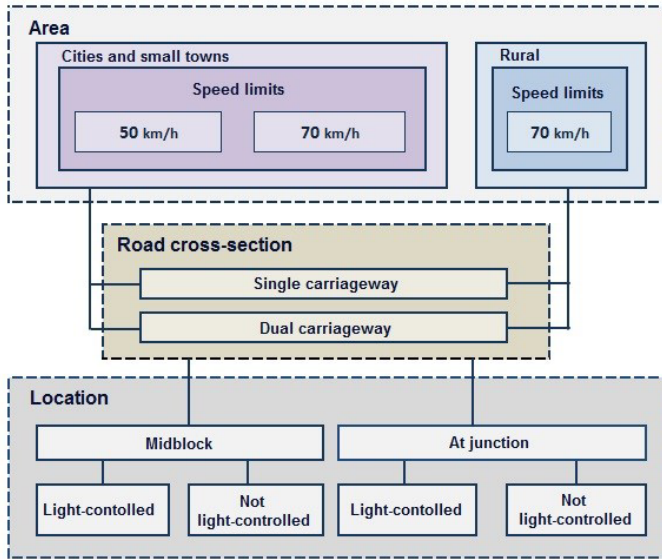 Area
Cities and small towns
Rural
Speed limits
Speed limits
50 km/h
70 km/h
70 km/h
Road cross-section
Single carriageway
Dual carriageway
Location
Midblock
At junction
Light-contolled
Not
light-controlled
Light-contolled
Not
light-controlled